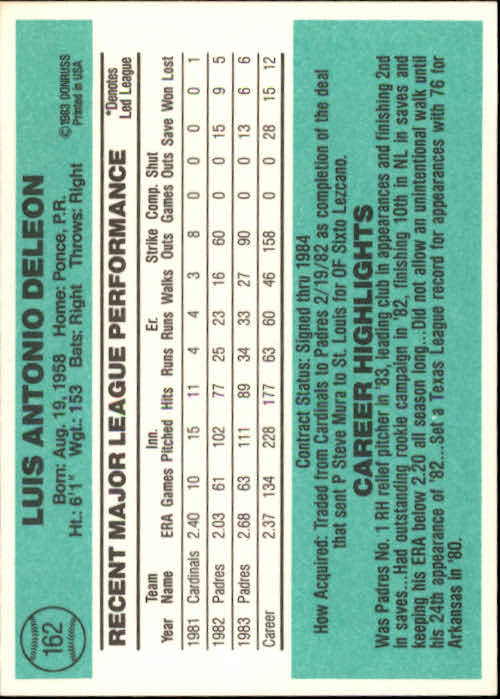 162
LUIS ANTONIO DELEON
Born: Aug. 19, 1958 Home: Ponce, P.R.
Ht.: 6'1" Wgt.: 153 Bats: Right Throws: Right
©1983 DONRUSS
Printed in USA
RECENT MAJOR LEAGUE PERFORMANCE
*Denotes
Led League
Team Inn. Er. Strike Comp. Shut
Year Name ERA Games Pitched Hits Runs Runs Walks Outs Games Outs Save Won Lost
1981 Cardinals 2.40 10 15 11 4 4 3 8 0 0 0 0 1
1982 Padres 2.03 61 102 77 25 23 16 60 0 0 15 9 5
1983 Padres 2.68 63 111 89 34 33 27 90 0 0 13 6 6
Career 2.37 134 228 177 63 60 46 158 0 0 28 15 12
Contract Status: Signed thru 1984
How Acquired: Traded from Cardinals to Padres 2/19/82 as completion of the deal
that sent P Steve Mura to St. Louis for OF Sixto Lezcano.
CAREER HIGHLIGHTS
Was Padres No. 1 RH relief pitcher in '83, leading club in appearances and finishing 2nd
in saves...Had outstanding rookie campaign in '82, finishing 10th in NL in saves and
keeping his ERA below 2.20 all season long...Did not allow an unintentional walk until
his 24th appearance of '82...Set a Texas League record for appearances with 76 for
Arkansas in '80.